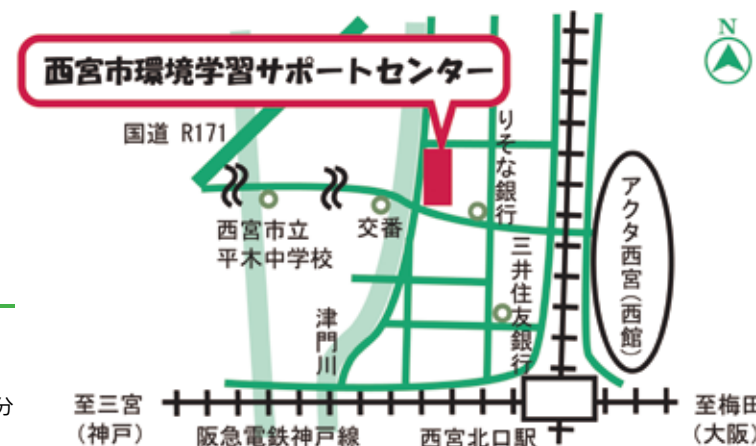 N
西宮市環境学習サポートセンター
国道 R171
りそな銀行
アクタ西宮(西館)
西宮市立
平木中学校
交番
三井住友銀行
津門川
分
至三宮
(神戸)
阪急電鉄神戸線
西宮北口駅
至梅田
(大阪)